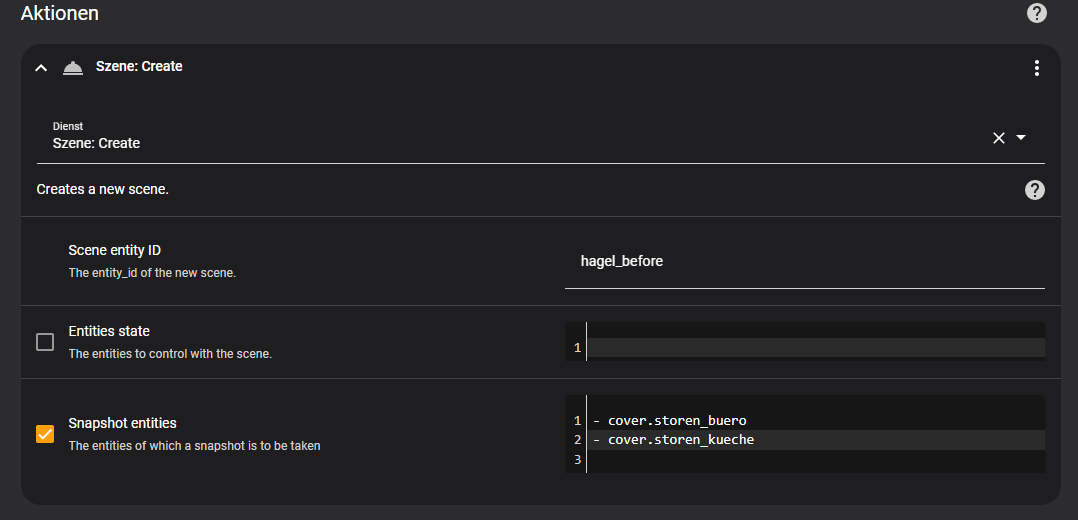 Aktionen
Szene: Create
Dienst
Szene: Create
Creates a new scene.
Scene entity ID
The entity_id of the new scene.
hagel_before
Entities state
The entities to control with the scene.
1
Snapshot entities
The entities of which a snapshot is to be taken
1 - cover.storen_buero
2 - cover.storen_kueche
3